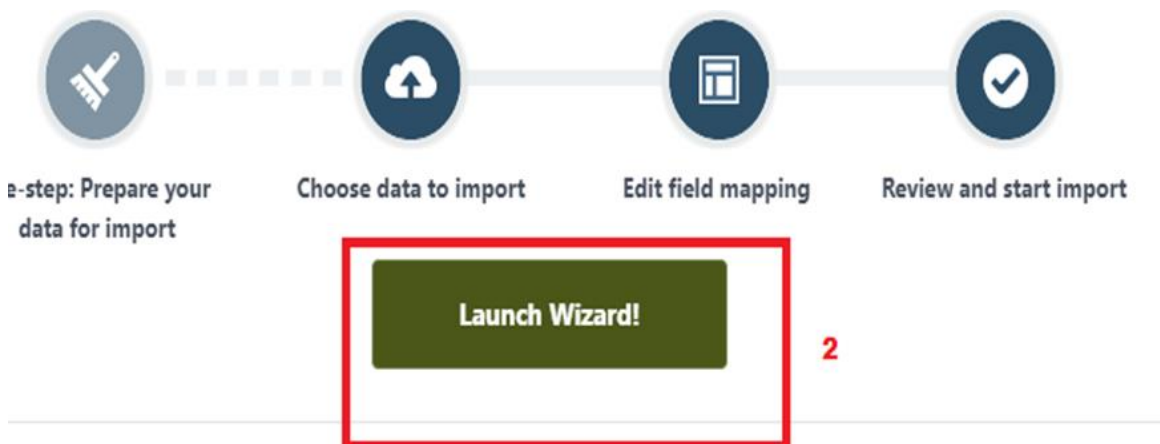 e-step: Prepare your
data for import
Choose data to import
Edit field mapping
Review and start import
Launch Wizard!
2